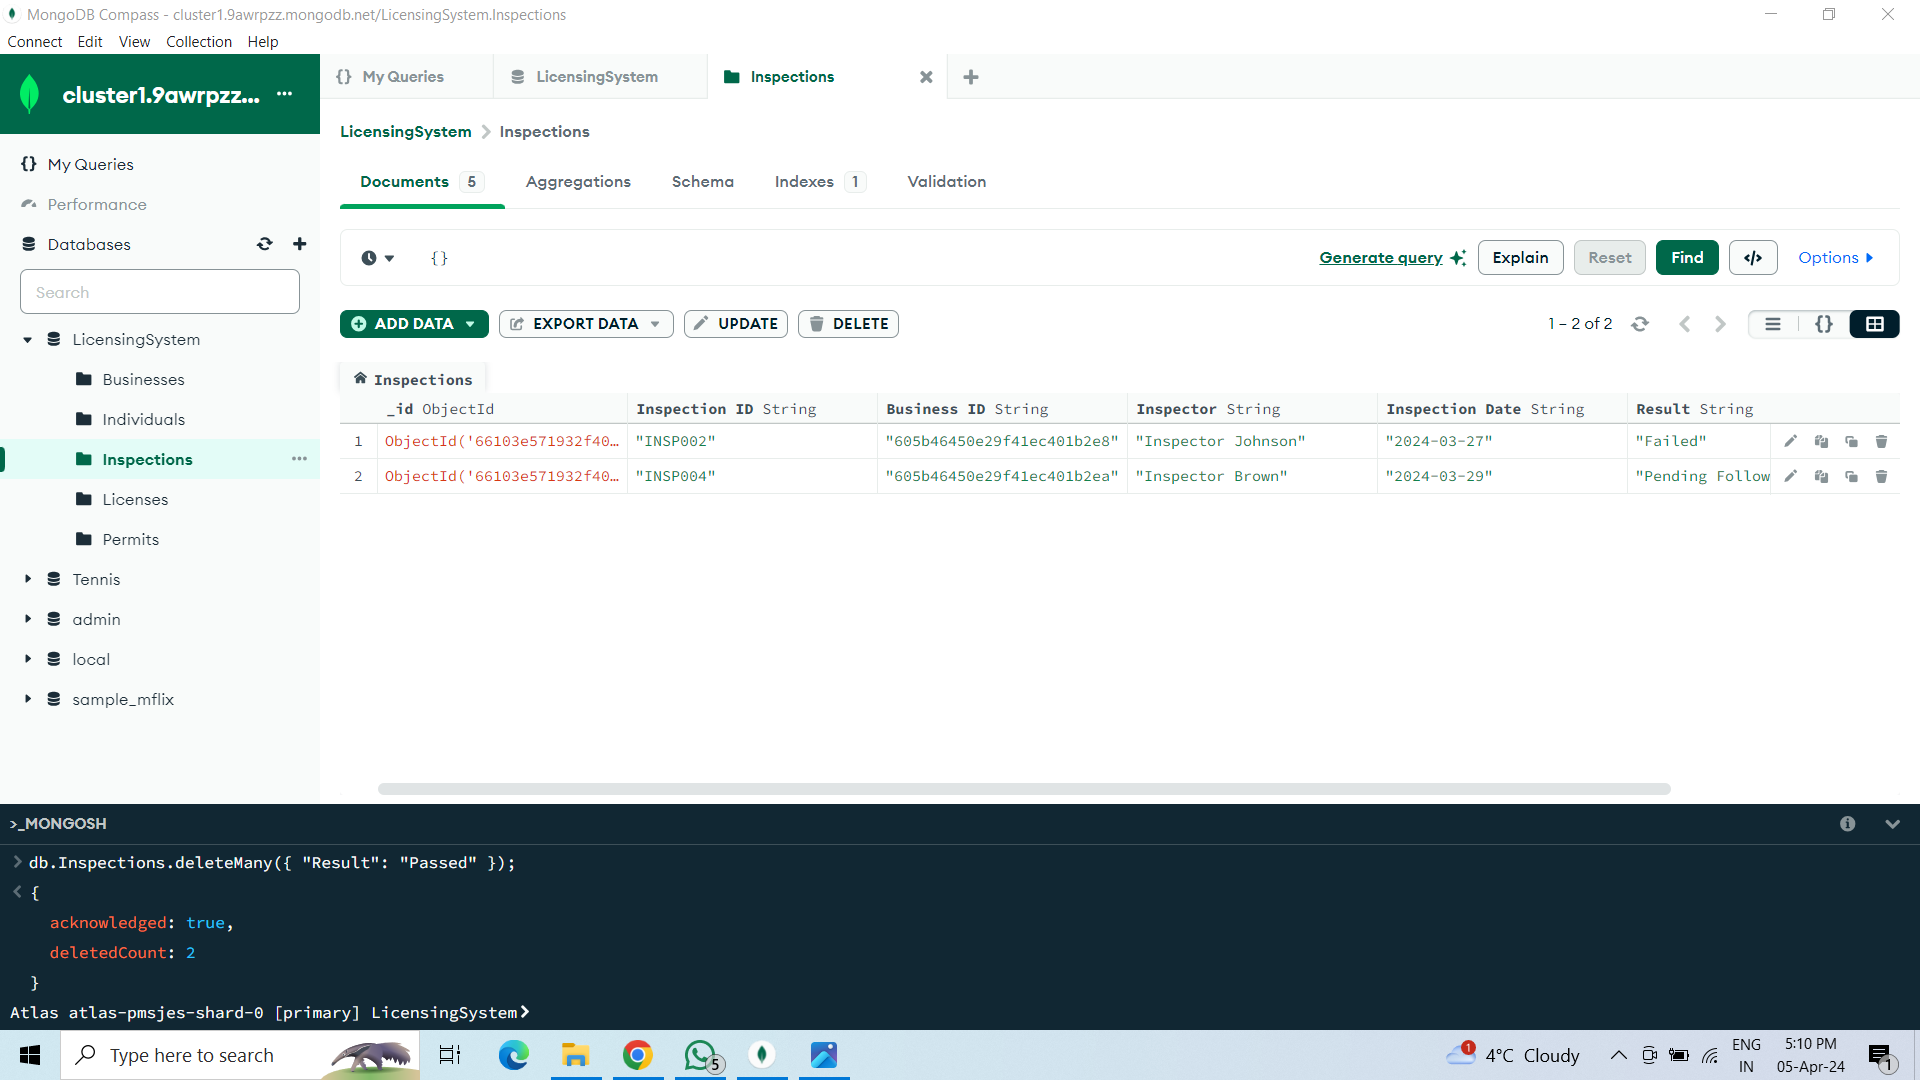 MongoDB Compass - cluster1.9awrpzz.mongodb.net/LicensingSystem.Inspections
Connect Edit View Collection Help
cluster1.9awrpzz... ...
{} My Queries
LicensingSystem
Inspections
LicensingSystem > Inspections
My Queries
Performance
Databases
Search
LicensingSystem
Businesses
Individuals
Inspections
Licenses
Permits
Tennis
admin
local
sample_mflix
Documents 5 Aggregations Schema Indexes 1 Validation
{} Generate query Explain Reset Find </> Options
ADD DATA EXPORT DATA UPDATE DELETE 1 – 2 of 2 {}
Inspections
_id ObjectId Inspection ID String Business ID String Inspector String Inspection Date String Result String
1 ObjectId('66103e571932f40... "INSP002" "605b46450e29f41ec401b2e8" "Inspector Johnson" "2024-03-27" "Failed"
2 ObjectId('66103e571932f40... "INSP004" "605b46450e29f41ec401b2ea" "Inspector Brown" "2024-03-29" "Pending Follow
>_MONGOSH
> db.Inspections.deleteMany({ "Result": "Passed" });
< {
acknowledged: true,
deletedCount: 2
}
Atlas atlas-pmsjes-shard-0 [primary] LicensingSystem>
Type here to search
5
1
4°C Cloudy
ENG
IN
5:10 PM
05-Apr-24
1